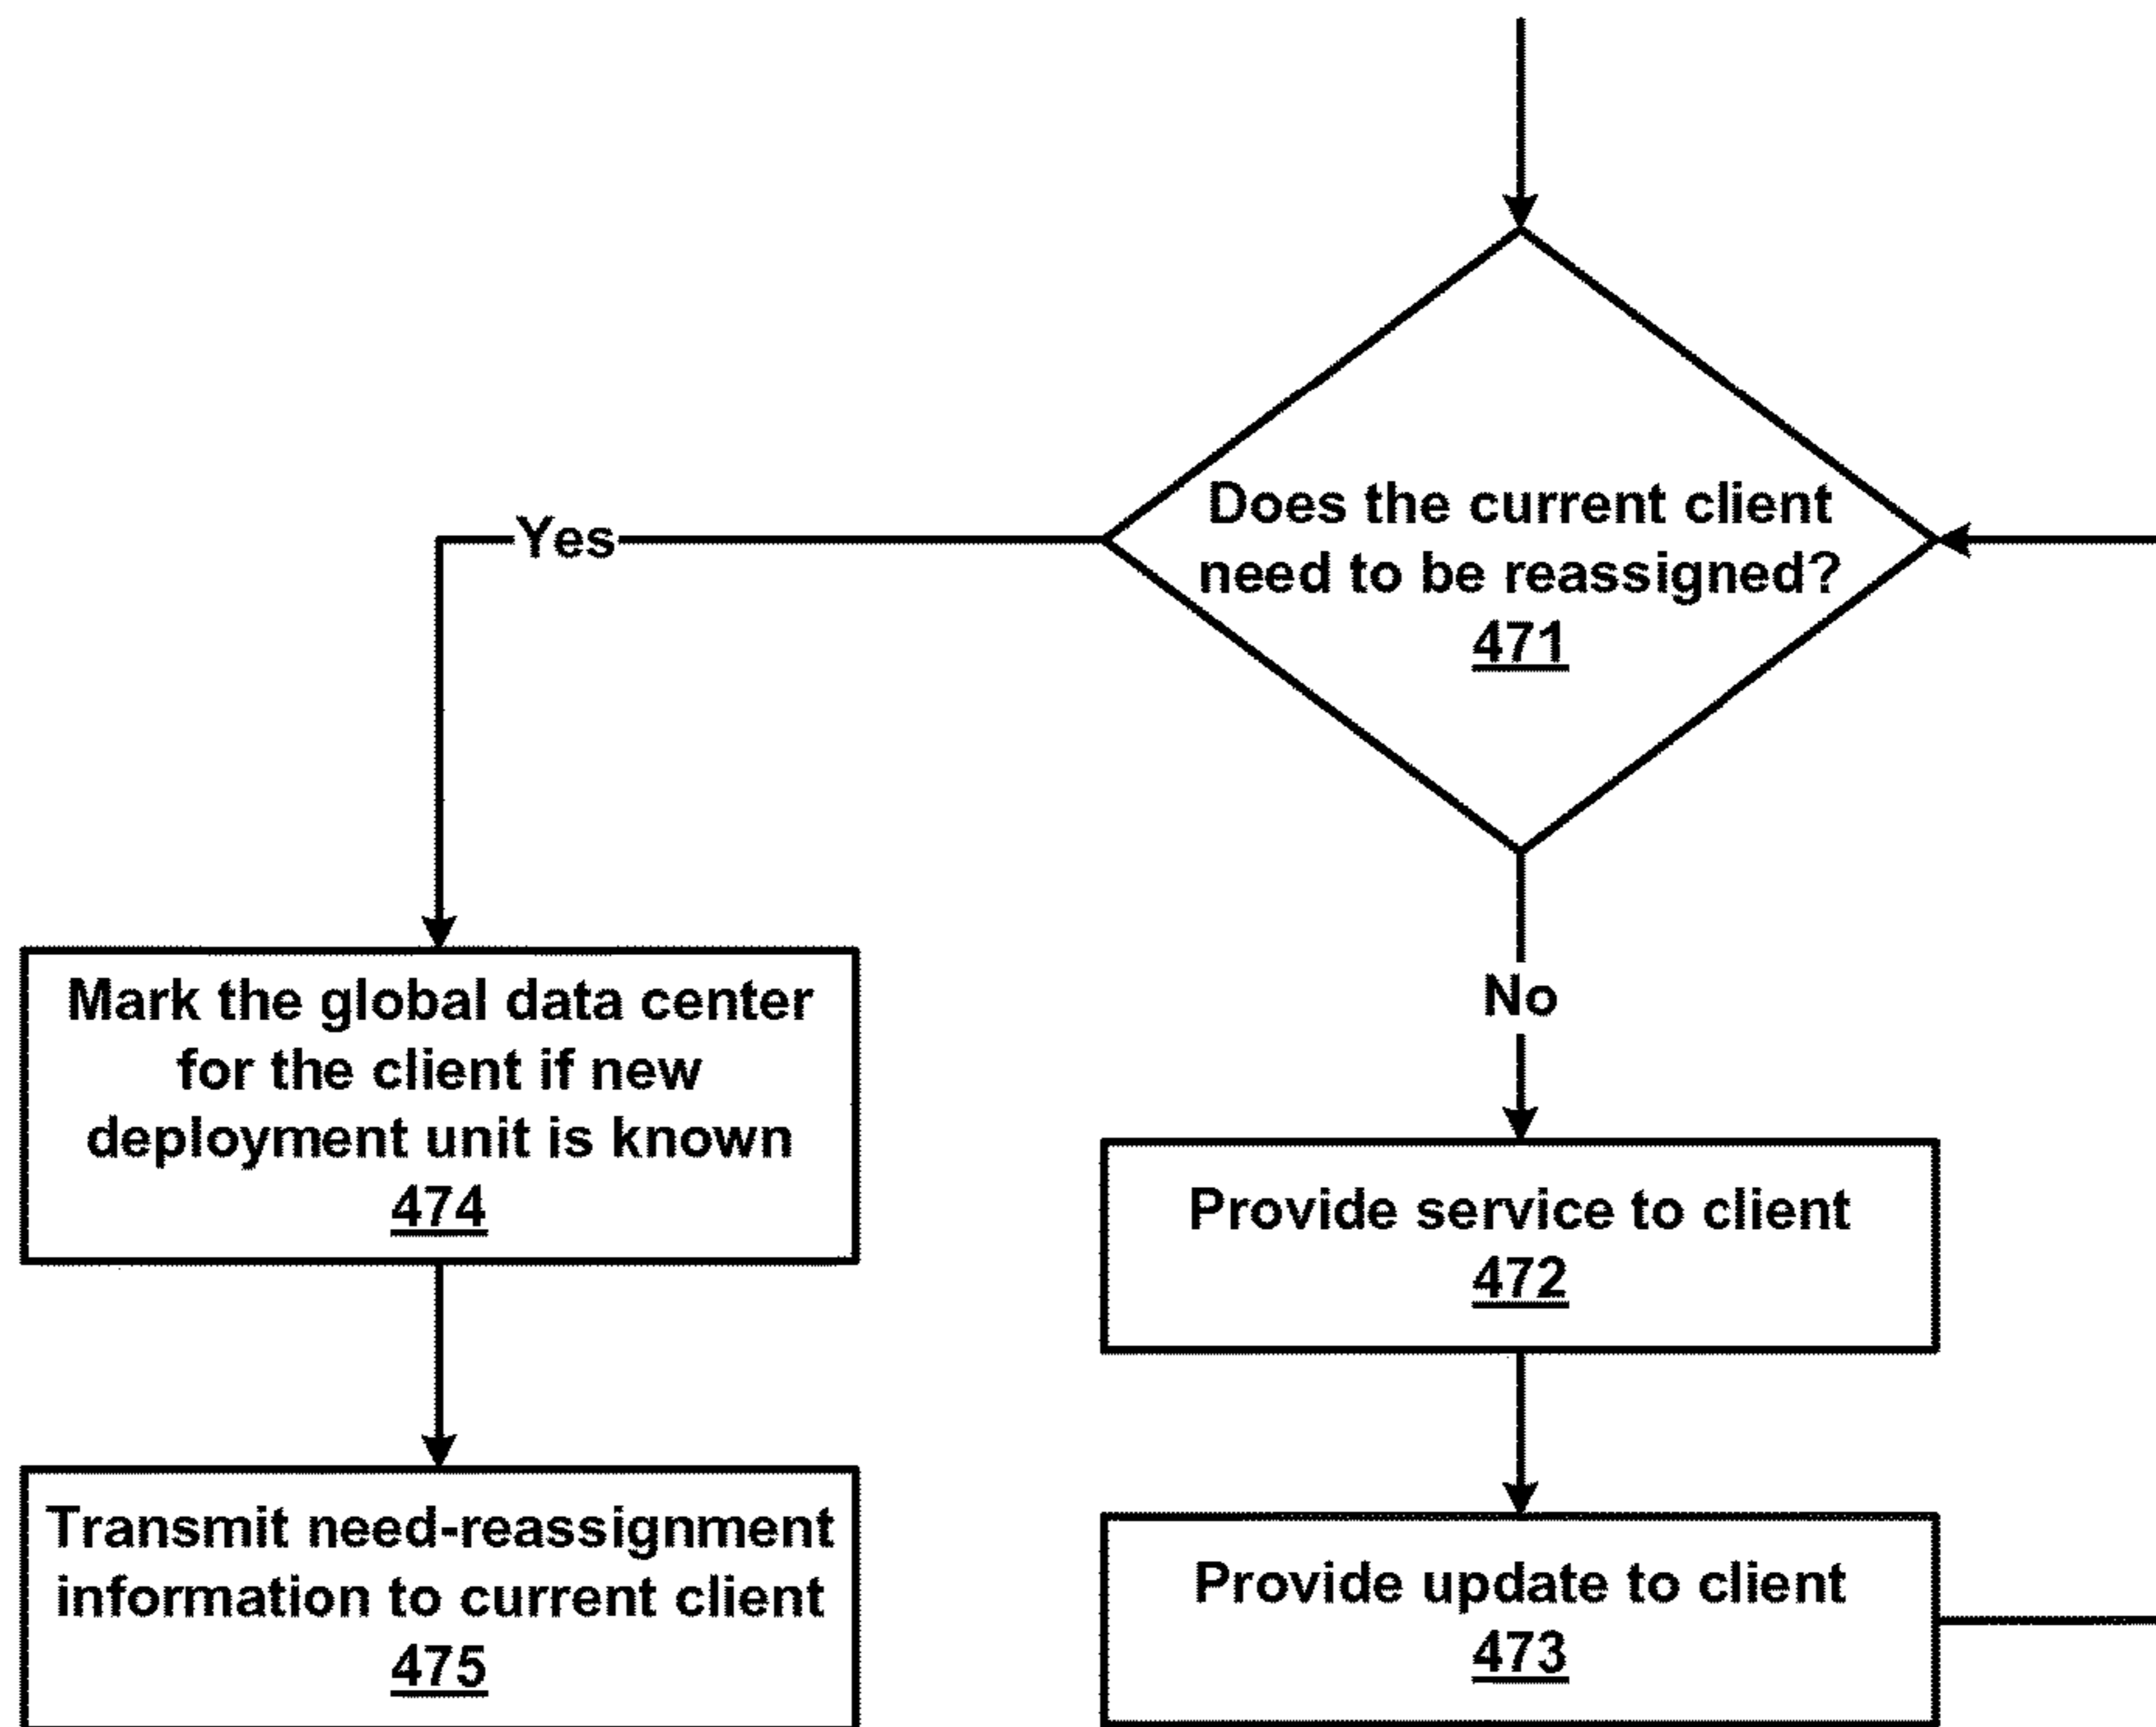 Does the current client
need to be reassigned?
471
Yes
No
Mark the global data center
for the client if new
deployment unit is known
474
Provide service to client
472
Transmit need-reassignment
information to current client
475
Provide update to client
473